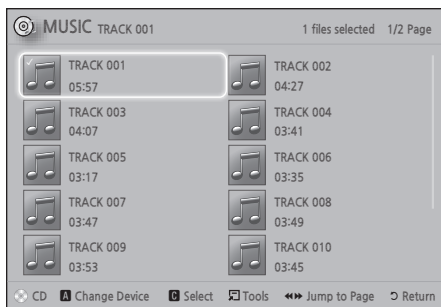 MUSIC TRACK 001 1 files selected 1/2 Page
TRACK 001 TRACK 002
05:57 04:27
TRACK 003 TRACK 004
04:07 03:41
TRACK 005 TRACK 006
03:17 03:35
TRACK 007 TRACK 008
03:47 03:49
TRACK 009 TRACK 010
03:53 03:45
CD A Change Device C Select Tools Jump to Page Return